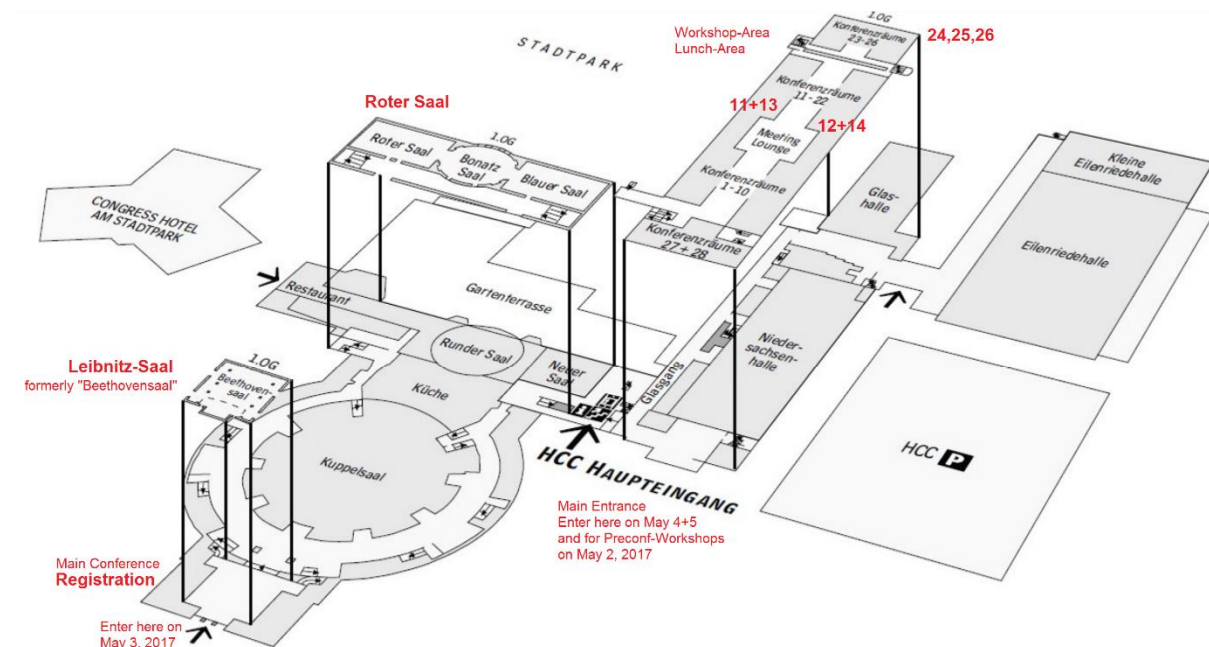 1.OG
Konferenzräume
23-26
24,25,26
Workshop-Area
Lunch-Area
STADTPARK
Konferenzräume
11 - 22
11+13
12+14
Meeting
Lounge
Konferenzräume
1 - 10
Konferenzräume
27 + 28
Roter Saal
1.OG
Roter Saal
Bonatz
Saal
Blauer Saal
CONGRESS HOTEL
AM STADTPARK
Glas-
halle
Kleine
Eilenriedehalle
Eilenriedehalle
Restaurant
Gartenterrasse
Runder Saal
Neuer
Saal
Glasgang
Nieder-
sachsen-
halle
Leibnitz-Saal
formerly "Beethovensaal"
1.OG
Beethoven-
saal
Küche
Kuppelsaal
HCC HAUPTEINGANG
HCC P
Main Entrance
Enter here on May 4+5
and for Preconf-Workshops
on May 2, 2017
Main Conference
Registration
Enter here on
May 3, 2017